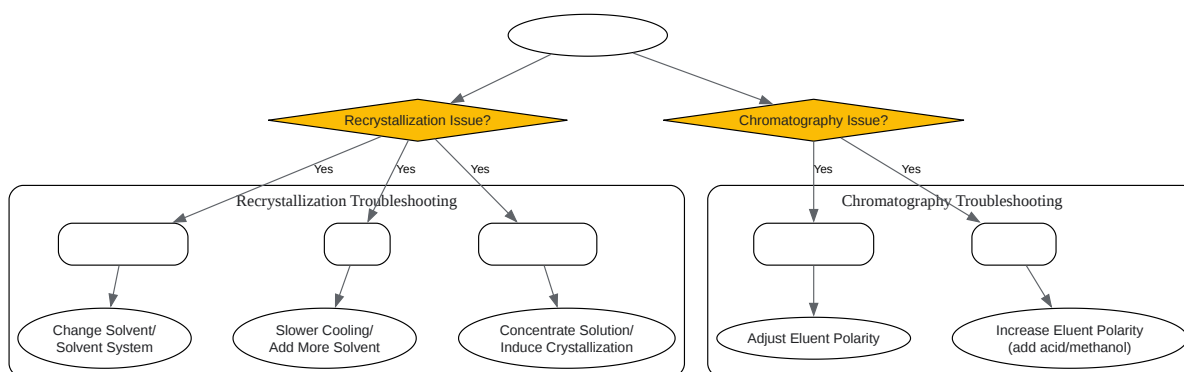 Recrystallization Issue?
Chromatography Issue?
Yes
Yes
Yes
Yes
Yes
Recrystallization Troubleshooting
Chromatography Troubleshooting
Change Solvent/
Solvent System
Slower Cooling/
Add More Solvent
Concentrate Solution/
Induce Crystallization
Adjust Eluent Polarity
Increase Eluent Polarity
(add acid/methanol)